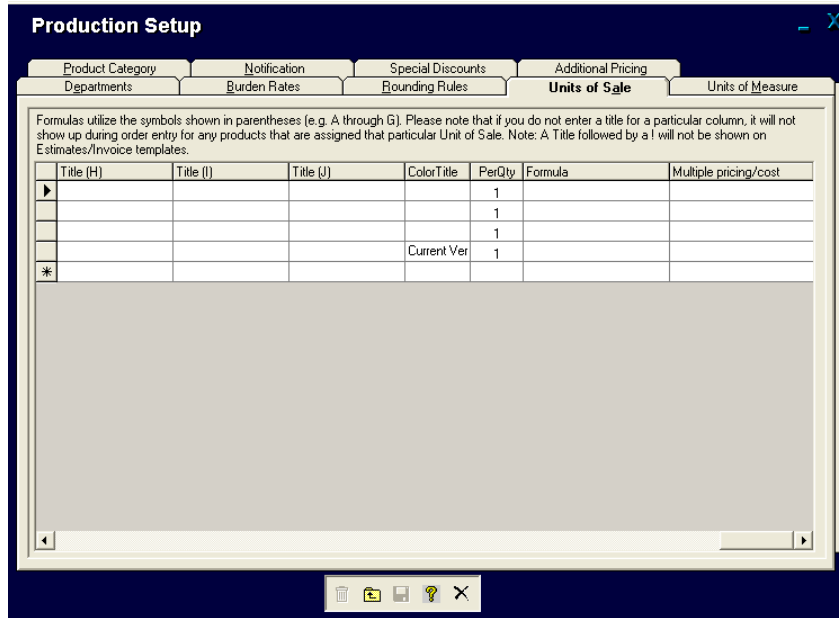 Production Setup
Product Category Notification Special Discounts Additional Pricing
Departments Burden Rates Rounding Rules Units of Sale Units of Measure
Formulas utilize the symbols shown in parentheses (e.g. A through G). Please note that if you do not enter a title for a particular column, it will not
show up during order entry for any products that are assigned that particular Unit of Sale. Note: A Title followed by a ! will not be shown on
Estimates/Invoice templates.
Title (H) Title (I) Title (J) ColorTitle PerQty Formula Multiple pricing/cost
1
1
1
Current Ver 1